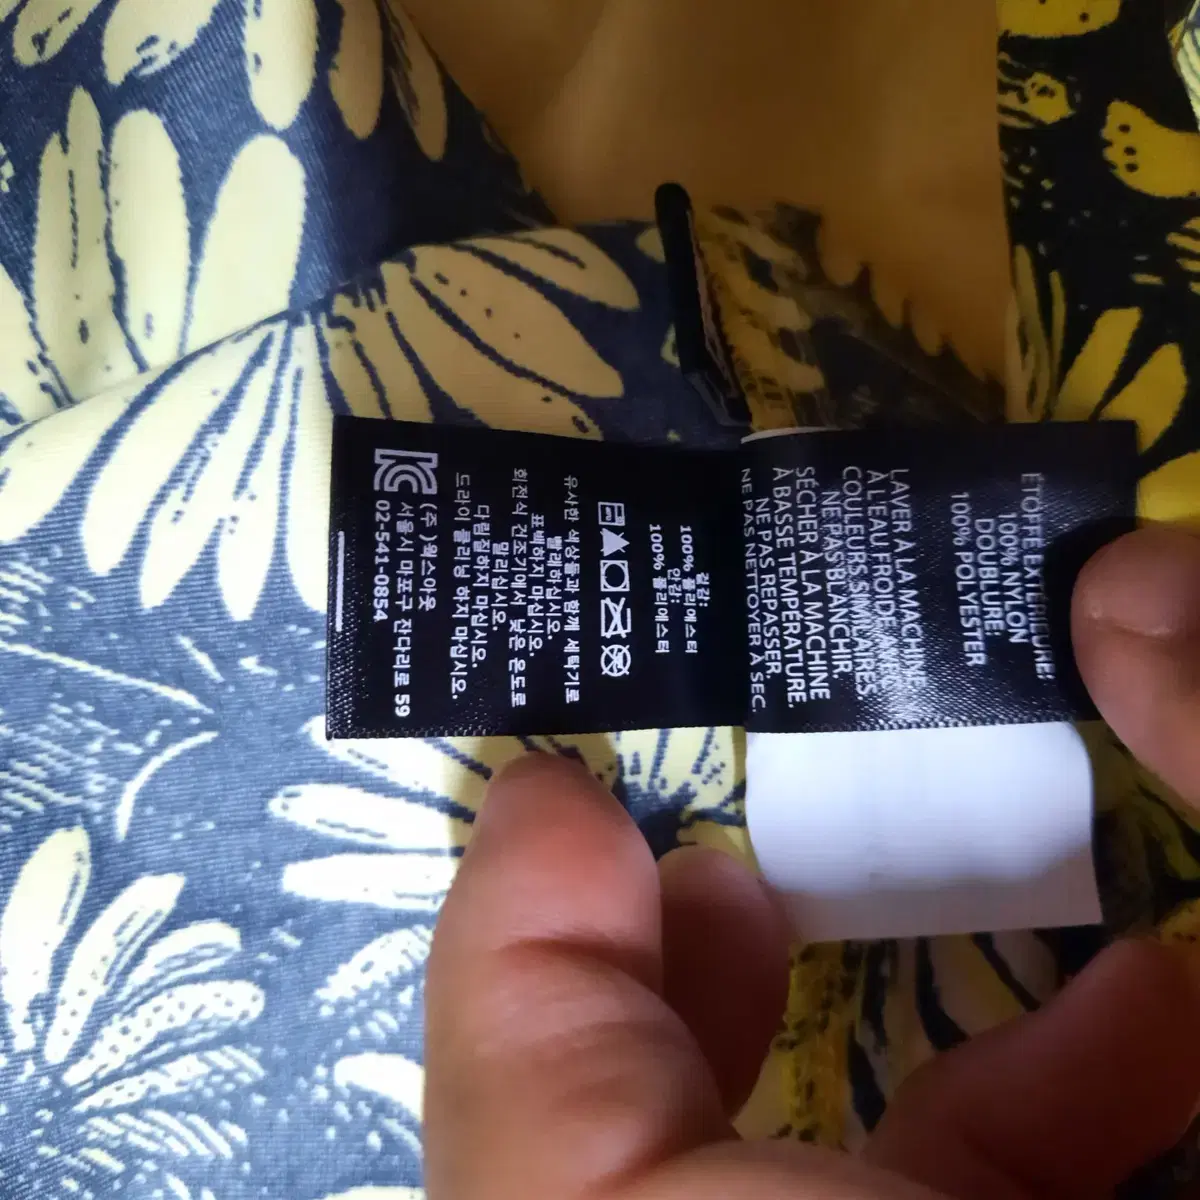 ÉTOFFE EXTÉRIEURE:
100% NYLON
DOUBLURE:
100% POLYESTER
LAVER À LA MACHINE
À L'EAU FROIDE AVEC
COULEURS SIMILAIRES.
NE PAS BLANCHIR.
SÉCHER À LA MACHINE
À BASSE TEMPÉRATURE.
NE PAS REPASSER.
NE PAS NETTOYER À SEC.
겉감:
100% 폴리에스터
안감:
100% 폴리에스터
유사한 색상들과 함께 세탁기로
빨래하십시오.
표백하지 마십시오.
회전식 건조기에서 낮은 온도로
말리십시오.
다림질하지 마십시오.
드라이 클리닝 하지 마십시오.
(주)웍스아웃
서울시 마포구 잔다리로 59
02-541-0854